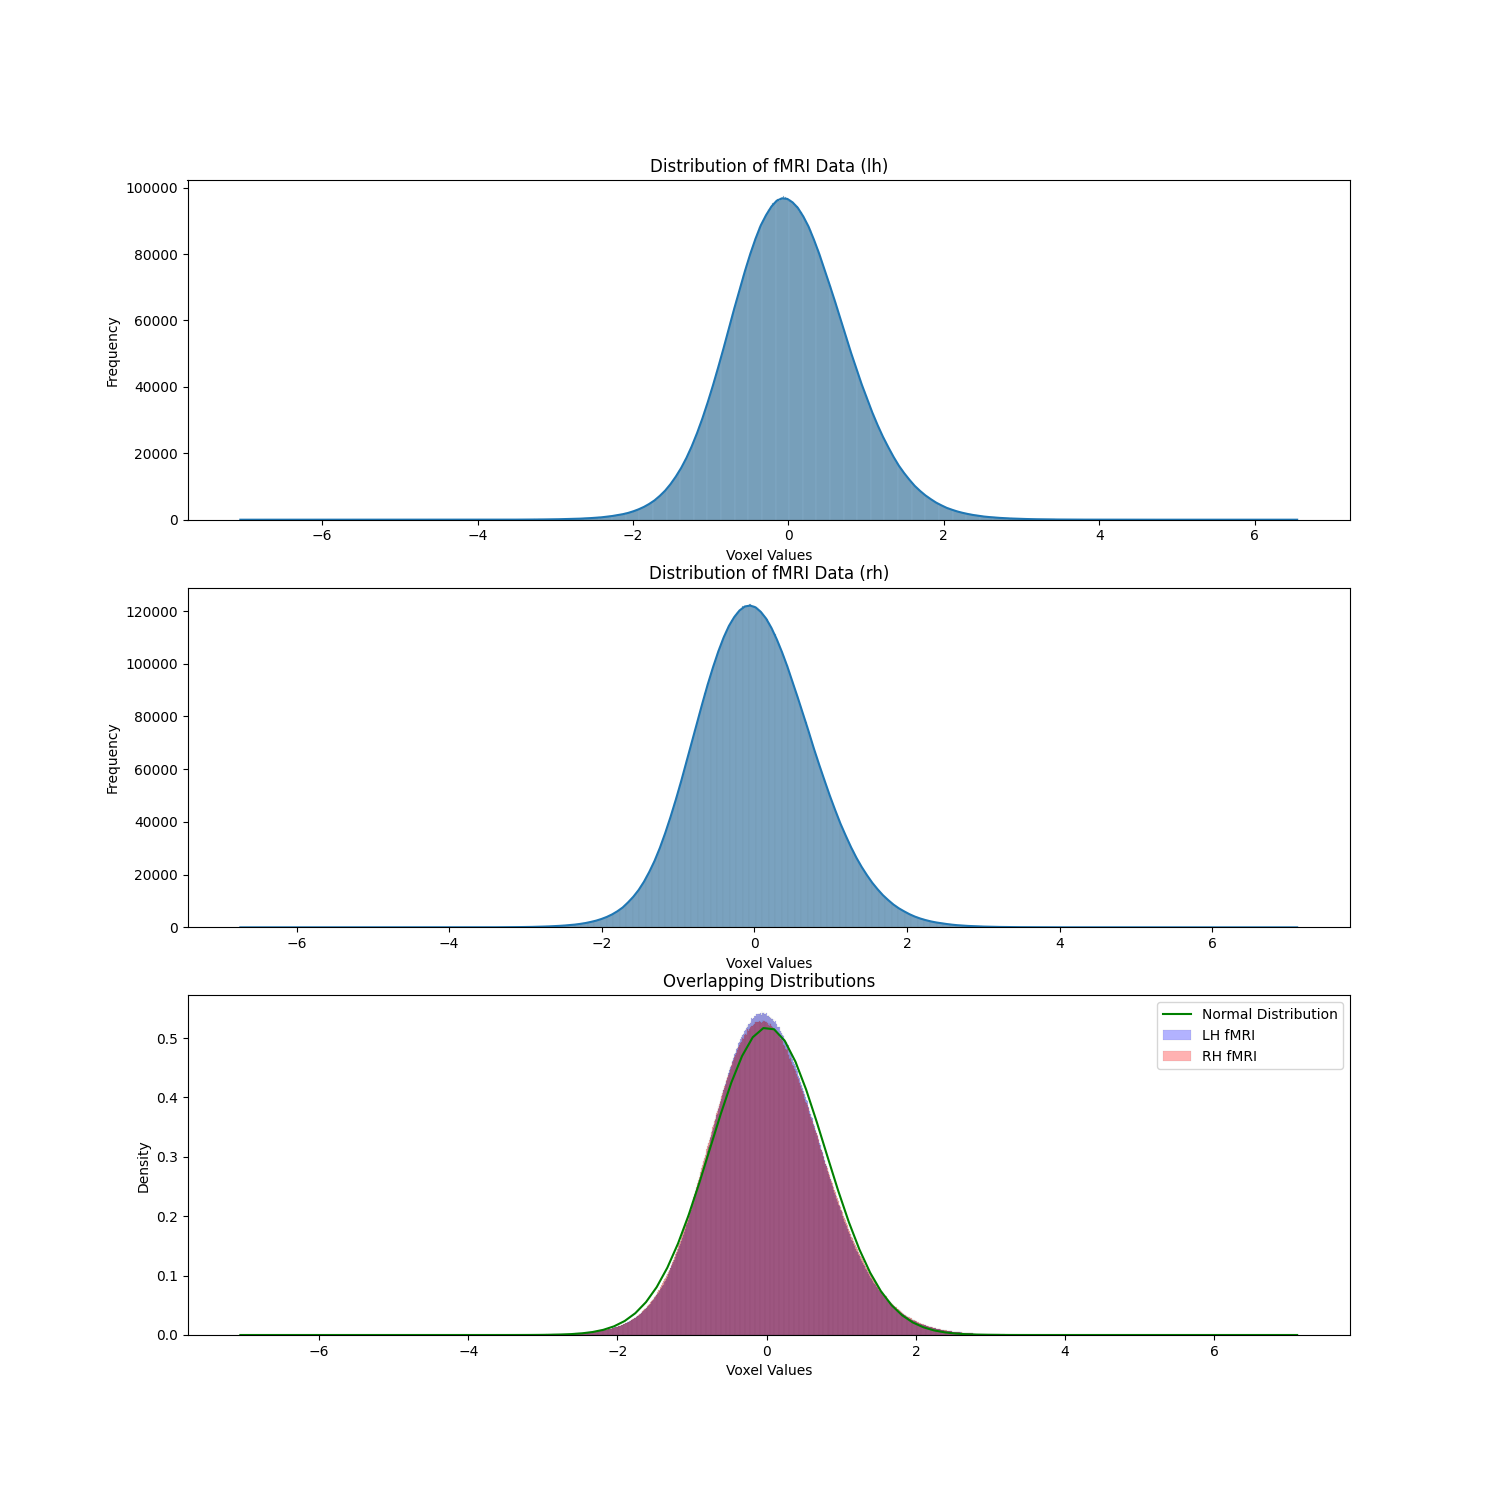 Distribution of fMRI Data (lh)
100000
80000
60000
40000
20000
0
Frequency
−6 −4 −2 0 2 4 6
Voxel Values
Distribution of fMRI Data (rh)
120000
100000
80000
60000
40000
20000
0
Frequency
−6 −4 −2 0 2 4 6
Voxel Values
Overlapping Distributions
Normal Distribution
LH fMRI
RH fMRI
0.5
0.4
0.3
0.2
0.1
0.0
Density
−6 −4 −2 0 2 4 6
Voxel Values